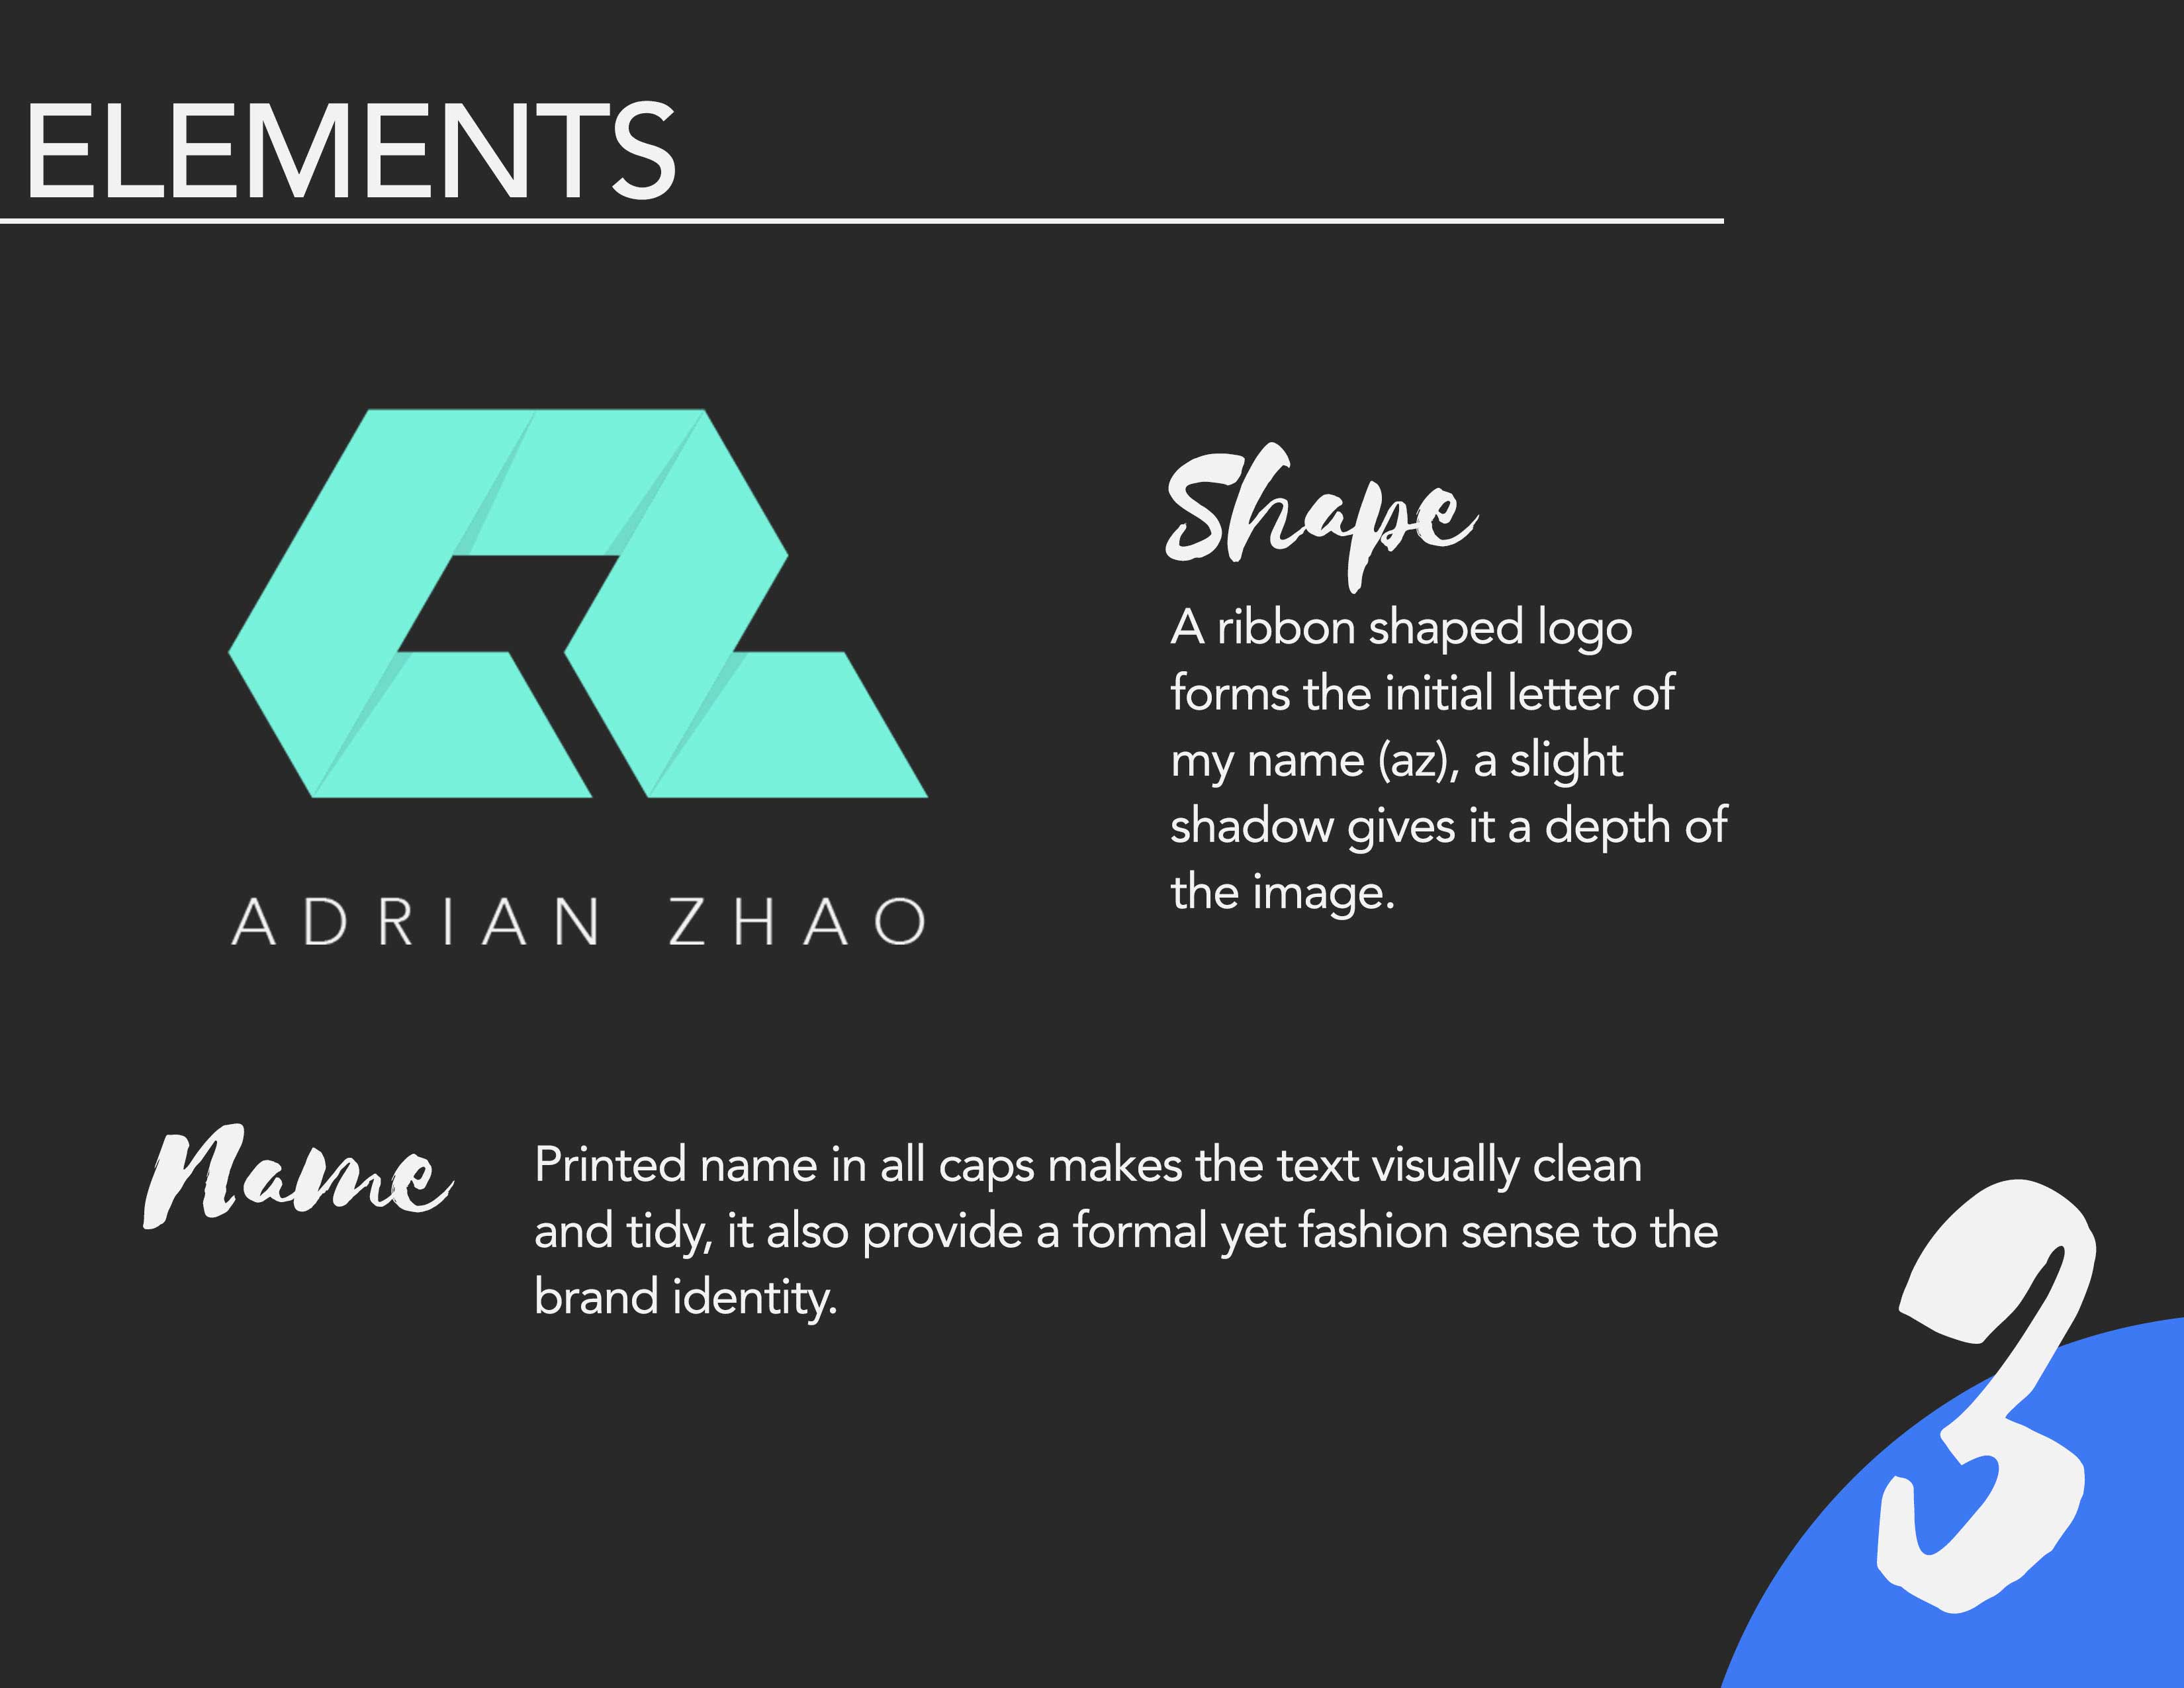 ELEMENTS
Shape
A ribbon shaped logo
forms the initial letter of
my name (az), a slight
shadow gives it a depth of
the image.
ADRIAN ZHAO
Name
Printed name in all caps makes the text visually clean
and tidy, it also provide a formal yet fashion sense to the
brand identity.
3